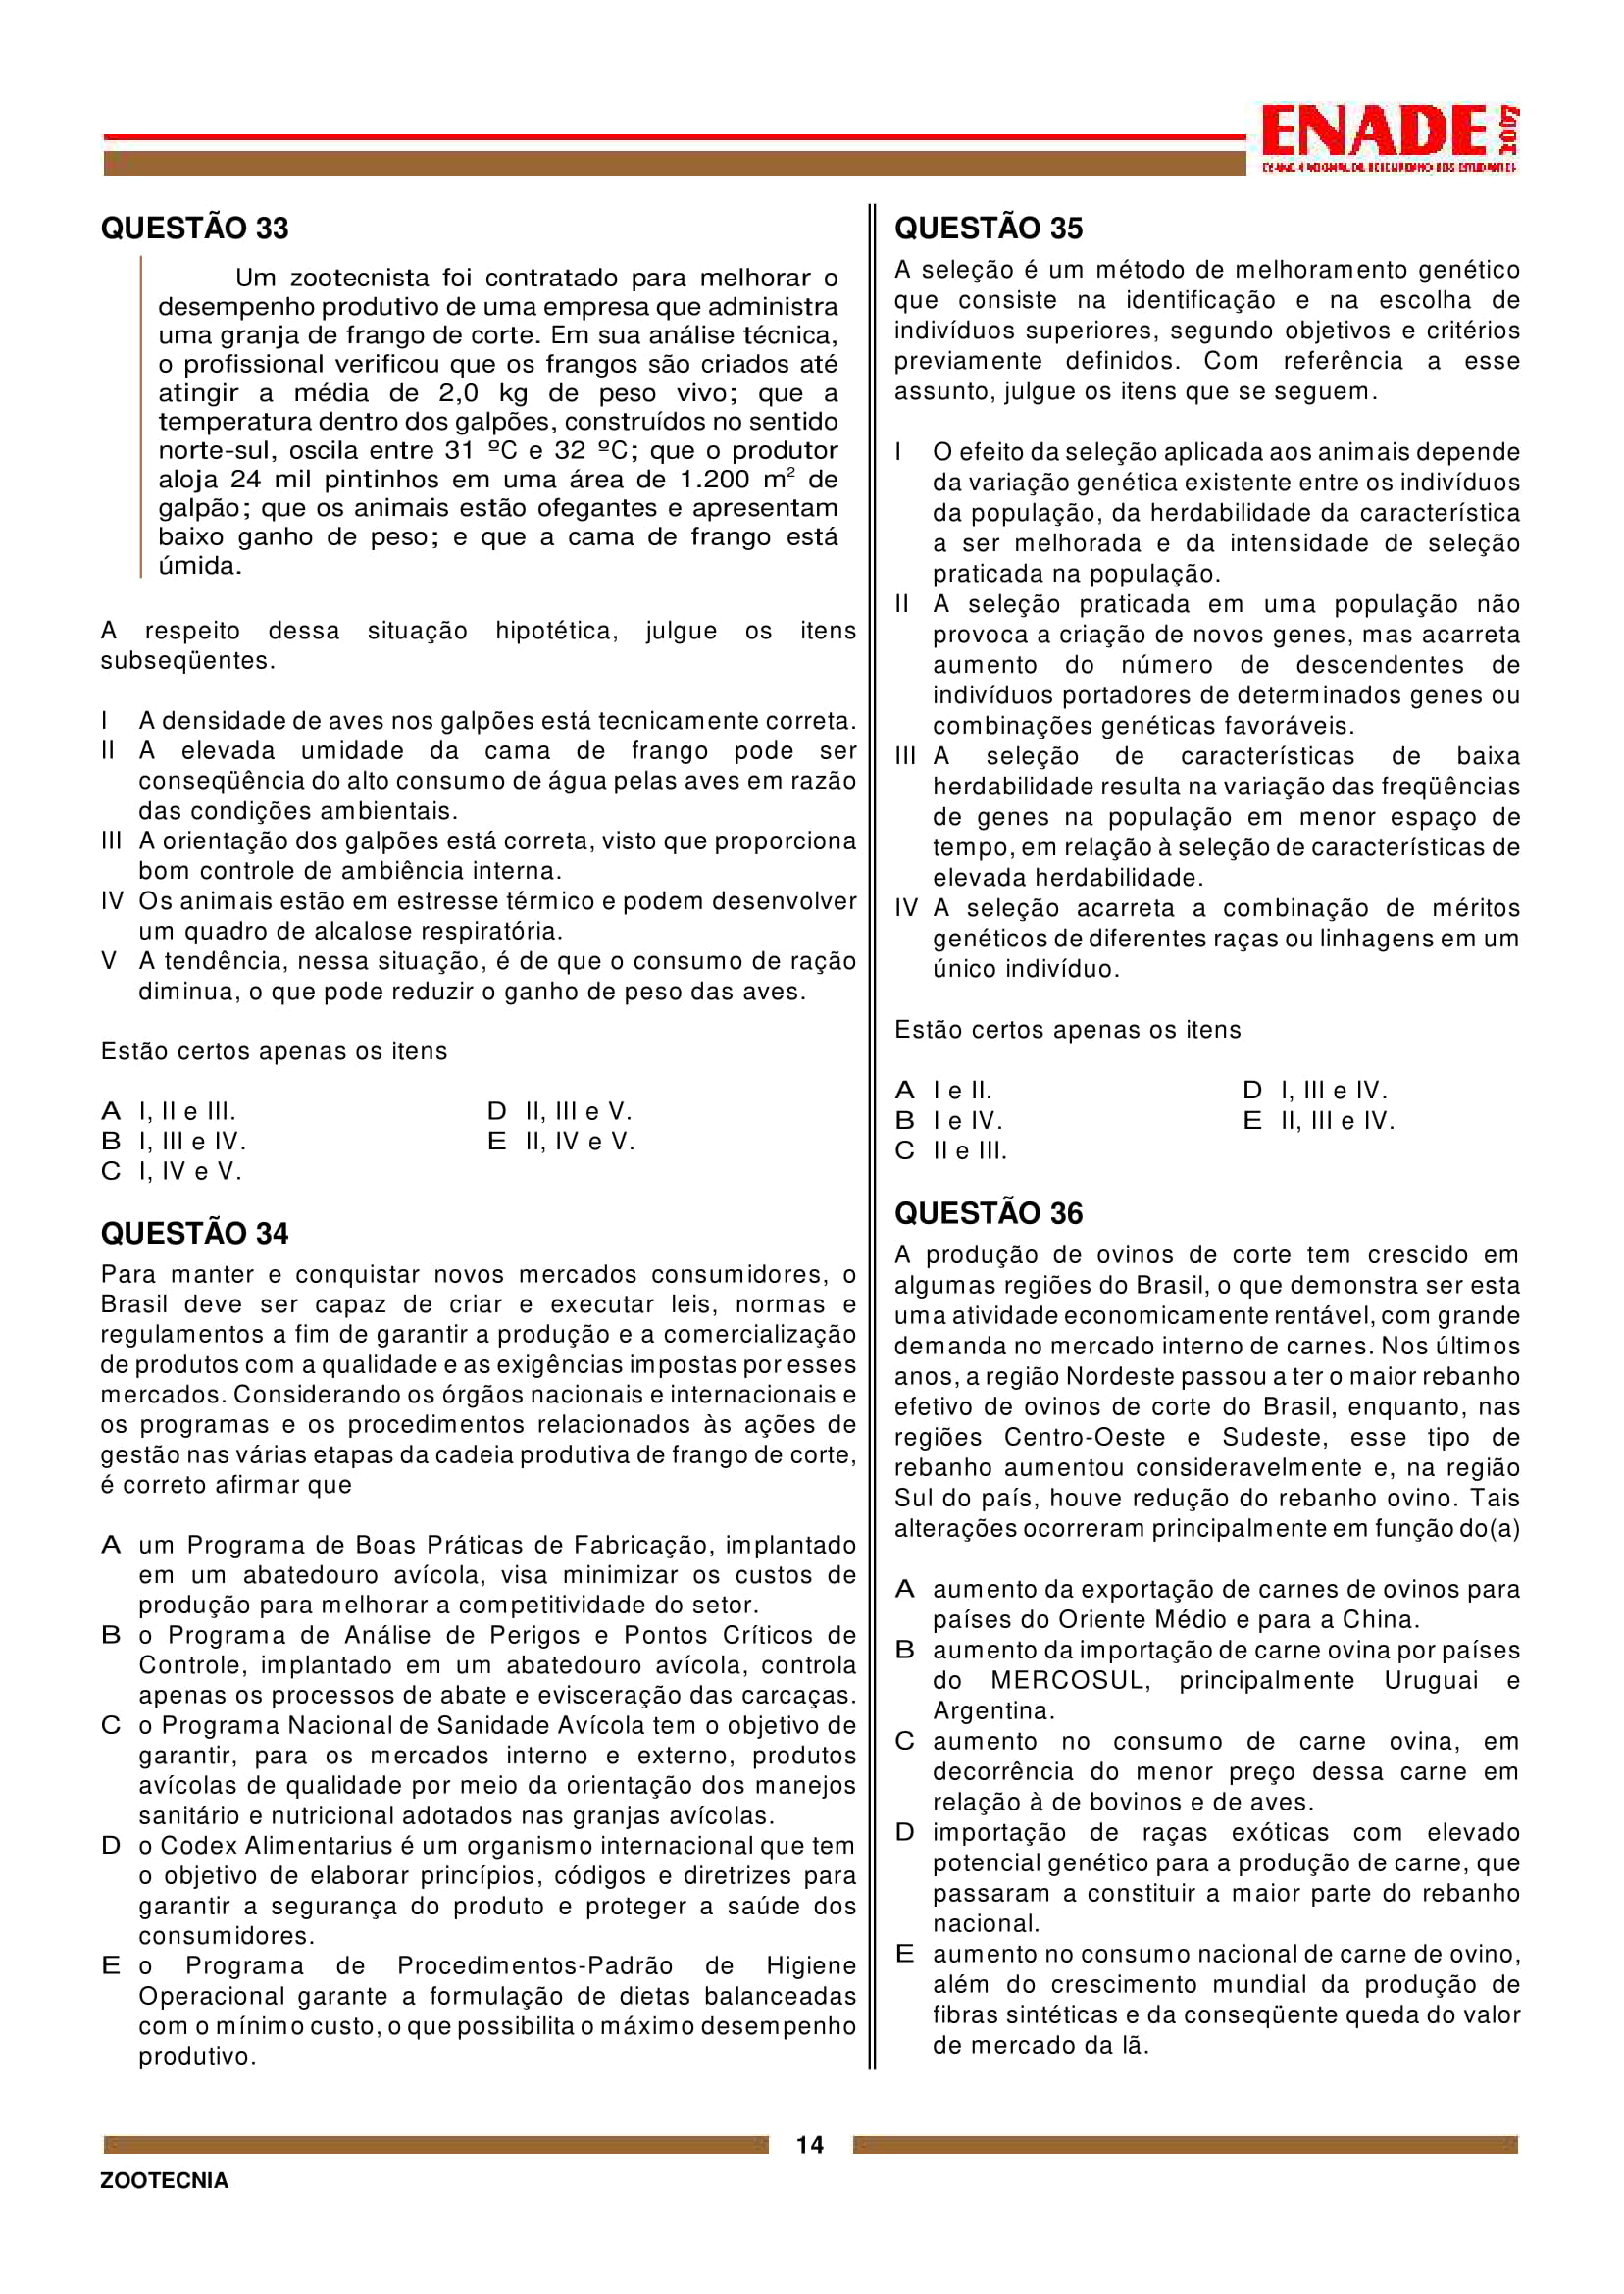 ENADE 2007
EXAME NACIONAL DE DESEMPENHO DOS ESTUDANTES
QUESTÃO 33
Um zootecnista foi contratado para melhorar o
desempenho produtivo de uma empresa que administra
uma granja de frango de corte. Em sua análise técnica,
o profissional verificou que os frangos são criados até
atingir a média de 2,0 kg de peso vivo; que a
temperatura dentro dos galpões, construídos no sentido
norte-sul, oscila entre 31 ºC e 32 ºC; que o produtor
aloja 24 mil pintinhos em uma área de 1.200 m² de
galpão; que os animais estão ofegantes e apresentam
baixo ganho de peso; e que a cama de frango está
úmida.
A respeito dessa situação hipotética, julgue os itens
subseqüentes.
I A densidade de aves nos galpões está tecnicamente correta.
II A elevada umidade da cama de frango pode ser
conseqüência do alto consumo de água pelas aves em razão
das condições ambientais.
III A orientação dos galpões está correta, visto que proporciona
bom controle de ambiência interna.
IV Os animais estão em estresse térmico e podem desenvolver
um quadro de alcalose respiratória.
V A tendência, nessa situação, é de que o consumo de ração
diminua, o que pode reduzir o ganho de peso das aves.
Estão certos apenas os itens
A I, II e III.
B I, III e IV.
C I, IV e V.
D II, III e V.
E II, IV e V.
QUESTÃO 34
Para manter e conquistar novos mercados consumidores, o
Brasil deve ser capaz de criar e executar leis, normas e
regulamentos a fim de garantir a produção e a comercialização
de produtos com a qualidade e as exigências impostas por esses
mercados. Considerando os órgãos nacionais e internacionais e
os programas e os procedimentos relacionados às ações de
gestão nas várias etapas da cadeia produtiva de frango de corte,
é correto afirmar que
A um Programa de Boas Práticas de Fabricação, implantado
em um abatedouro avícola, visa minimizar os custos de
produção para melhorar a competitividade do setor.
B o Programa de Análise de Perigos e Pontos Críticos de
Controle, implantado em um abatedouro avícola, controla
apenas os processos de abate e evisceração das carcaças.
C o Programa Nacional de Sanidade Avícola tem o objetivo de
garantir, para os mercados interno e externo, produtos
avícolas de qualidade por meio da orientação dos manejos
sanitário e nutricional adotados nas granjas avícolas.
D o Codex Alimentarius é um organismo internacional que tem
o objetivo de elaborar princípios, códigos e diretrizes para
garantir a segurança do produto e proteger a saúde dos
consumidores.
E o Programa de Procedimentos-Padrão de Higiene
Operacional garante a formulação de dietas balanceadas
com o mínimo custo, o que possibilita o máximo desempenho
produtivo.
QUESTÃO 35
A seleção é um método de melhoramento genético
que consiste na identificação e na escolha de
indivíduos superiores, segundo objetivos e critérios
previamente definidos. Com referência a esse
assunto, julgue os itens que se seguem.
I O efeito da seleção aplicada aos animais depende
da variação genética existente entre os indivíduos
da população, da herdabilidade da característica
a ser melhorada e da intensidade de seleção
praticada na população.
II A seleção praticada em uma população não
provoca a criação de novos genes, mas acarreta
aumento do número de descendentes de
indivíduos portadores de determinados genes ou
combinações genéticas favoráveis.
III A seleção de características de baixa
herdabilidade resulta na variação das freqüências
de genes na população em menor espaço de
tempo, em relação à seleção de características de
elevada herdabilidade.
IV A seleção acarreta a combinação de méritos
genéticos de diferentes raças ou linhagens em um
único indivíduo.
Estão certos apenas os itens
A I e II.
B I e IV.
C II e III.
D I, III e IV.
E II, III e IV.
QUESTÃO 36
A produção de ovinos de corte tem crescido em
algumas regiões do Brasil, o que demonstra ser esta
uma atividade economicamente rentável, com grande
demanda no mercado interno de carnes. Nos últimos
anos, a região Nordeste passou a ter o maior rebanho
efetivo de ovinos de corte do Brasil, enquanto, nas
regiões Centro-Oeste e Sudeste, esse tipo de
rebanho aumentou consideravelmente e, na região
Sul do país, houve redução do rebanho ovino. Tais
alterações ocorreram principalmente em função do(a)
A aumento da exportação de carnes de ovinos para
países do Oriente Médio e para a China.
B aumento da importação de carne ovina por países
do MERCOSUL, principalmente Uruguai e
Argentina.
C aumento no consumo de carne ovina, em
decorrência do menor preço dessa carne em
relação à de bovinos e de aves.
D importação de raças exóticas com elevado
potencial genético para a produção de carne, que
passaram a constituir a maior parte do rebanho
nacional.
E aumento no consumo nacional de carne de ovino,
além do crescimento mundial da produção de
fibras sintéticas e da conseqüente queda do valor
de mercado da lã.
14
ZOOTECNIA